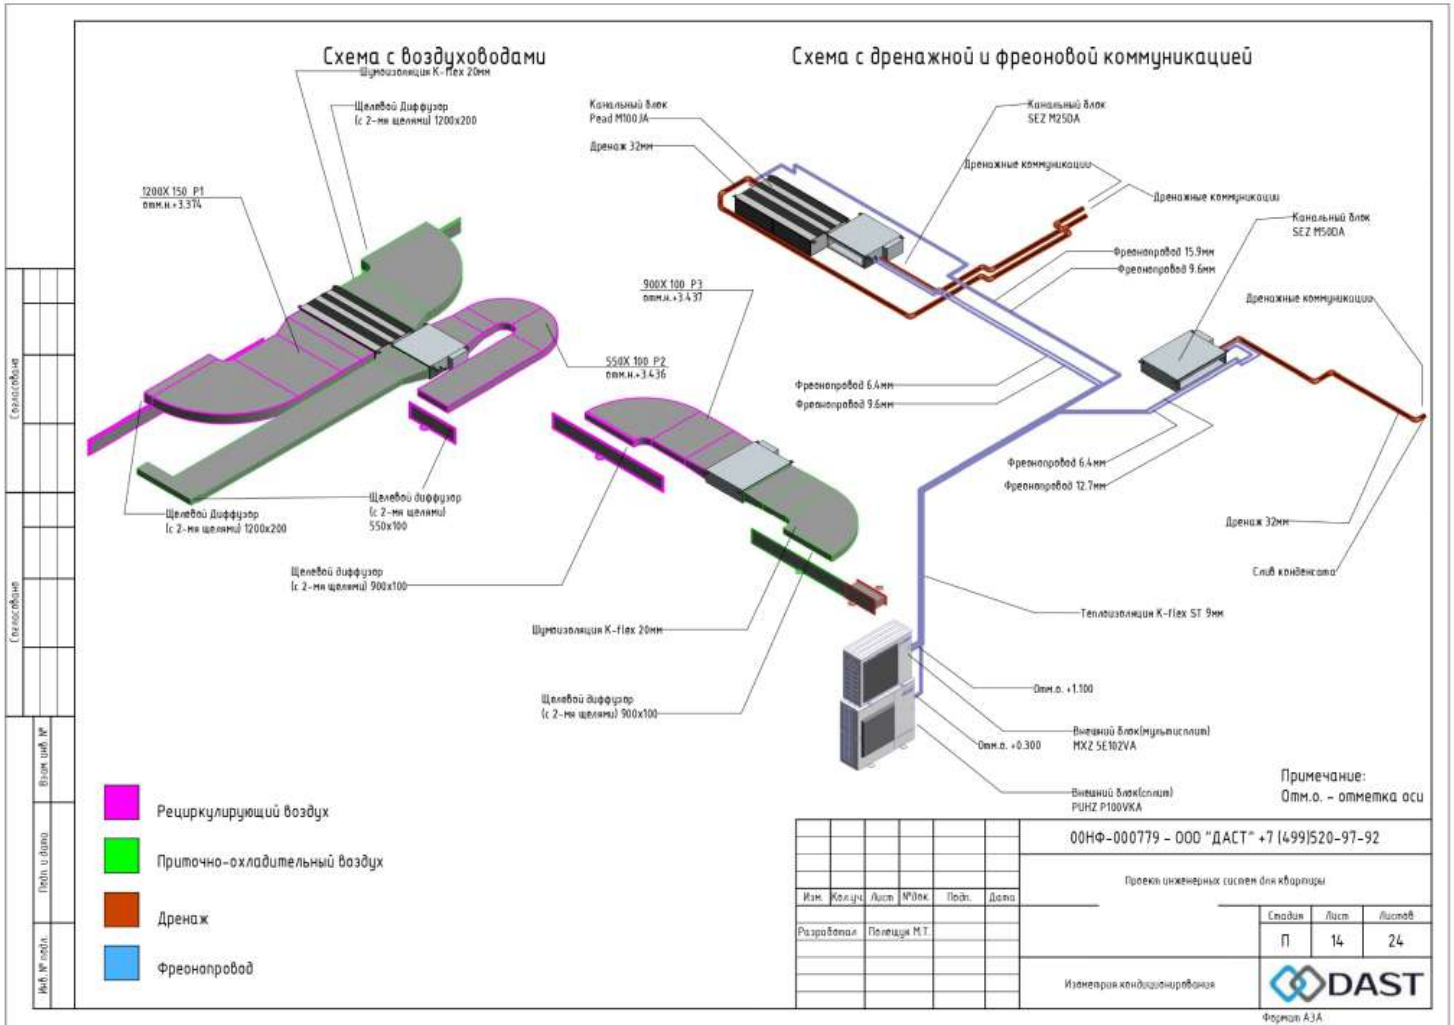 Схема с воздуховодами
Шумоизоляция K-flex 20мм
Щелевой Диффузор
(с 2-мя щелями) 1200х200
1200Х 150 P1
отм.н.+3.374
900Х 100 P3
отм.н.+3.437
550Х 100 P2
отм.н.+3.436
Щелевой Диффузор
(с 2-мя щелями) 1200х200
Щелевой диффузор
(с 2-мя щелями)
550х100
Щелевой диффузор
(с 2-мя щелями) 900х100
Шумоизоляция K-flex 20мм
Щелевой диффузор
(с 2-мя щелями) 900х100
Схема с дренажной и фреоновой коммуникацией
Канальный блок
Pead M100JA
Дренаж 32мм
Канальный блок
SEZ M25DA
Дренажные коммуникации
Дренажные коммуникации
Канальный блок
SEZ M50DA
Фреонопровод 15.9мм
Фреонопровод 9.6мм
Дренажные коммуникации
Фреонопровод 6.4мм
Фреонопровод 9.6мм
Фреонопровод 6.4мм
Фреонопровод 12.7мм
Дренаж 32мм
Слив конденсата
Теплоизоляция K-flex ST 9мм
Отм.о. +1.100
Внешний блок(мультисплит)
MXZ 5E102VA
Отм.о. +0.300
Внешний блок(сплит)
PUHZ P100VKA
Примечание:
Отм.о. - отметка оси
Рециркулирующий воздух
Приточно-охладительный воздух
Дренаж
Фреонопровод
Согласовано
Согласовано
Взам. инв. №
Подп. и дата
Инв. № подл.
00НФ-000779 - ООО "ДАСТ" +7 (499)520-97-92
Проект инженерных систем для квартиры
Изм. Кол.уч. Лист №док. Подп. Дата
Разработал Полещук М.Т.
Стадия Лист Листов
П 14 24
Изометрия кондиционирования
DAST
Формат А3А